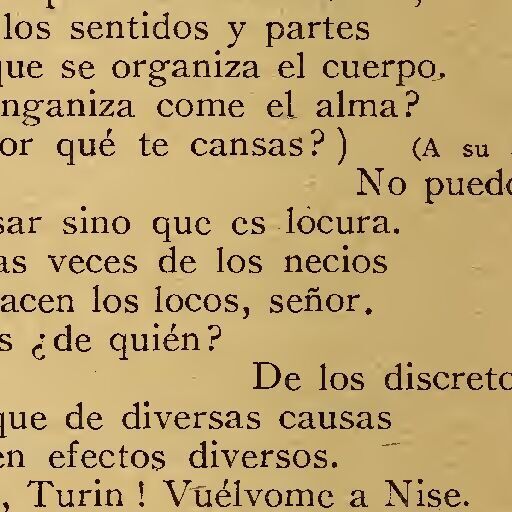 los sentidos y partes
que se organiza el cuerpo.
nganiza come el alma?
or qué te cansas?) (A su
No puedo
sar sino que es locura.
as veces de los necios
acen los locos, señor.
s ¿de quién?
De los discreto
que de diversas causas
en efectos diversos.
, Turin! Vuélvome a Nise.